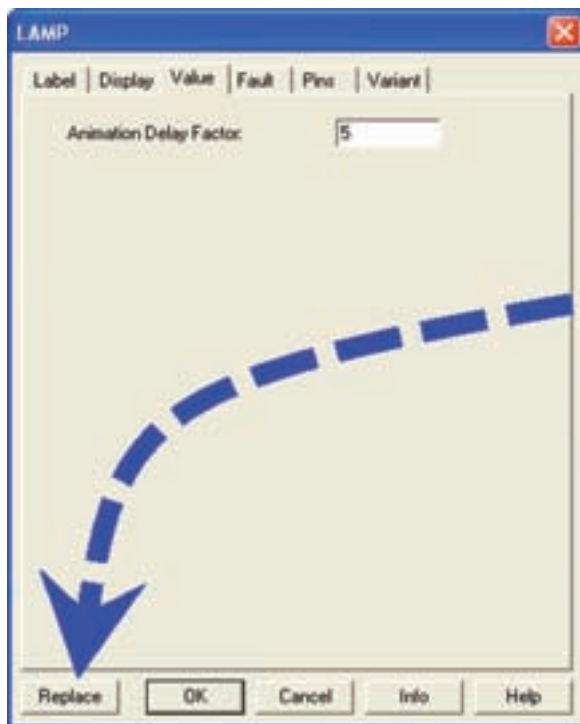 LAMP
Label Display Value Fault Pins Variant
Animation Delay Factor: 5
Replace OK Cancel Info Help